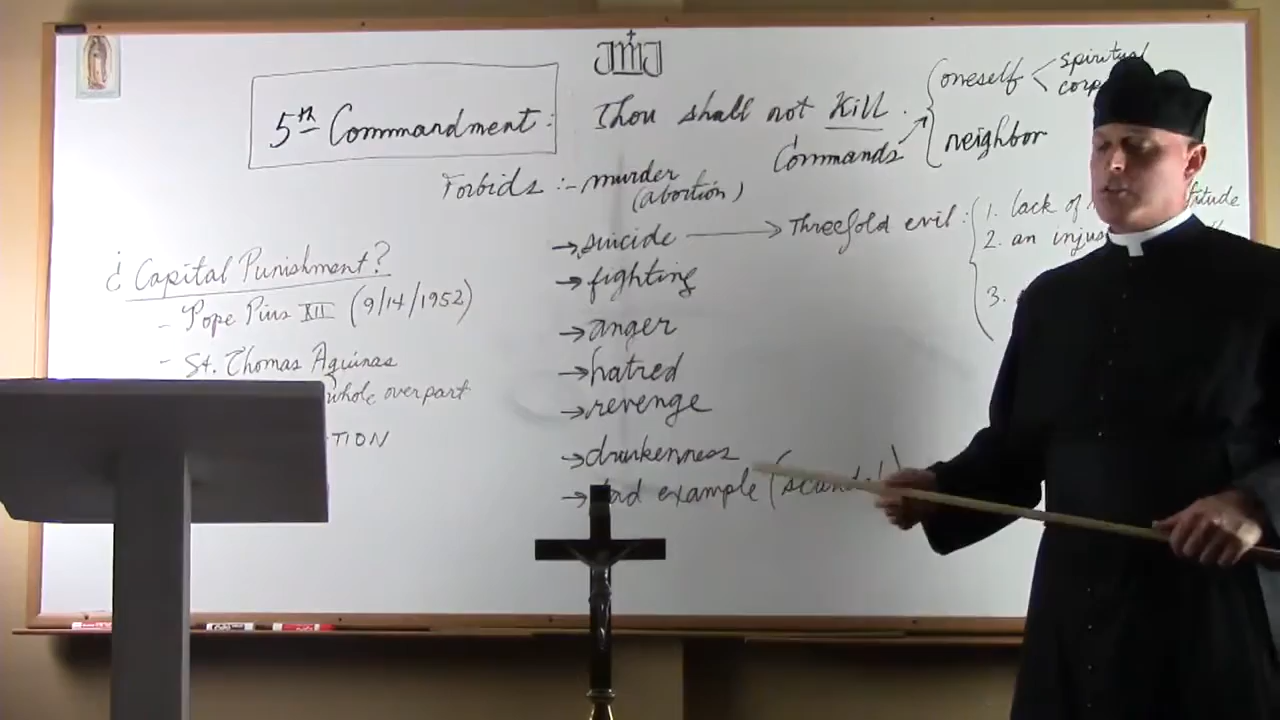 JMJ
5th Commandment:
Thou shall not Kill.
Commands
oneself
spiritual
neighbor
Forbids :- murder
(abortion)
→ suicide → Threefold evil:
1. lack of
2. an
3.
→ fighting
→ anger
→ hatred
→ revenge
→ drunkenness
→ bad example (scandal)
¿Capital Punishment?
- Pope Pius XII (9/14/1952)
- St. Thomas Aquinas
whole over part